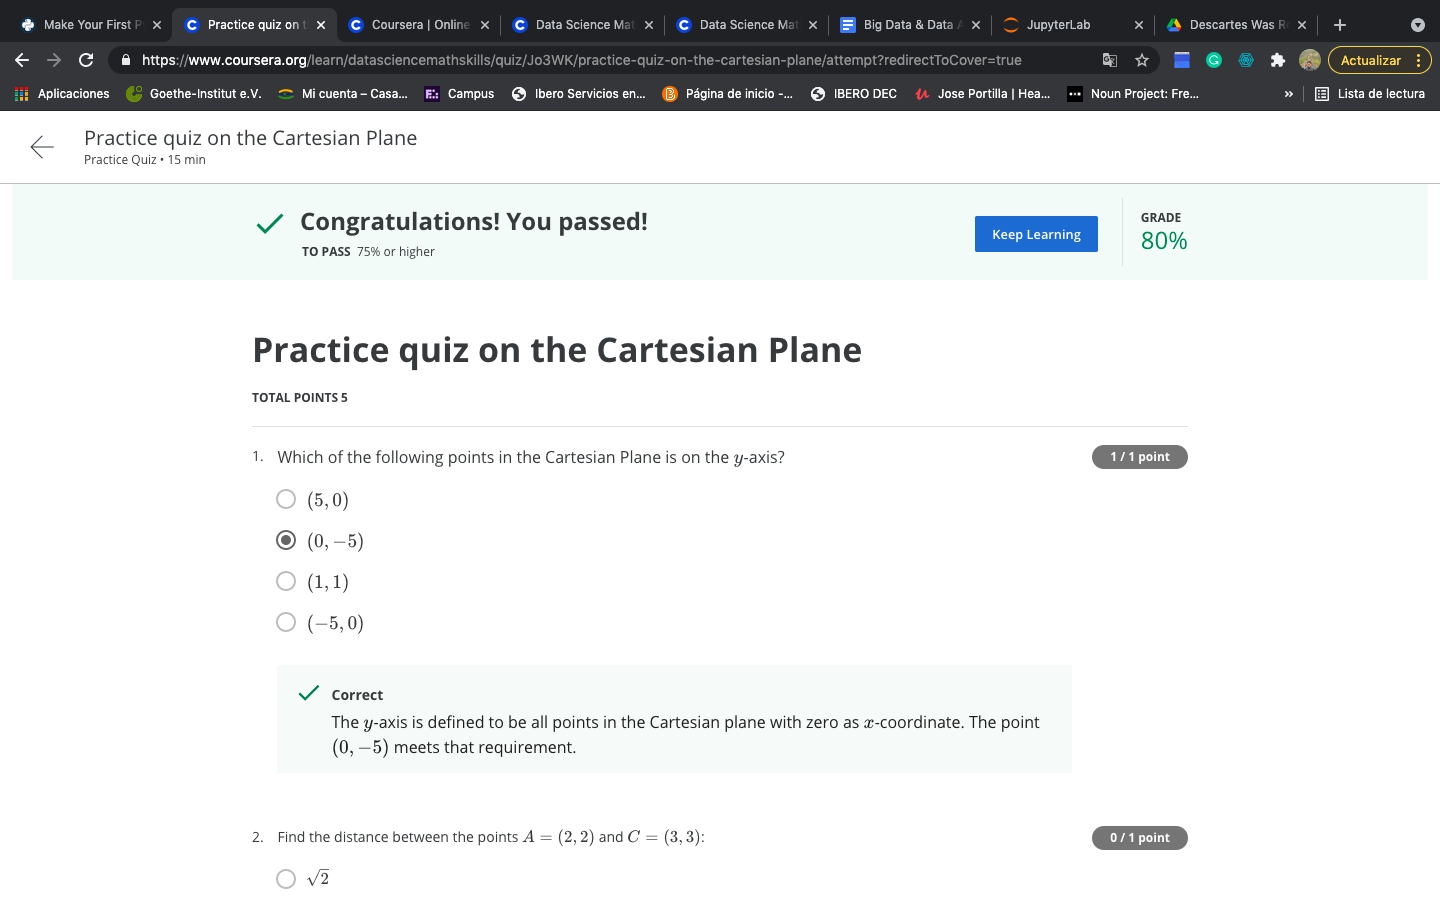 Make Your First P
Practice quiz on t
Coursera | Online
Data Science Mat
Data Science Mat
Big Data & Data A
JupyterLab
Descartes Was R
https://www.coursera.org/learn/datasciencemathskills/quiz/Jo3WK/practice-quiz-on-the-cartesian-plane/attempt?redirectToCover=true
Actualizar
Aplicaciones
Goethe-Institut e.V.
Mi cuenta – Casa...
Campus
Ibero Servicios en...
Página de inicio -...
IBERO DEC
Jose Portilla | Hea...
Noun Project: Fre...
»
Lista de lectura
Practice quiz on the Cartesian Plane
Practice Quiz • 15 min
Congratulations! You passed!
TO PASS 75% or higher
Keep Learning
GRADE
80%
Practice quiz on the Cartesian Plane
TOTAL POINTS 5
1. Which of the following points in the Cartesian Plane is on the y-axis?
1 / 1 point
(5, 0)
(0, −5)
(1, 1)
(−5, 0)
Correct
The y-axis is defined to be all points in the Cartesian plane with zero as x-coordinate. The point
(0, −5) meets that requirement.
2. Find the distance between the points A = (2, 2) and C = (3, 3):
0 / 1 point
√2